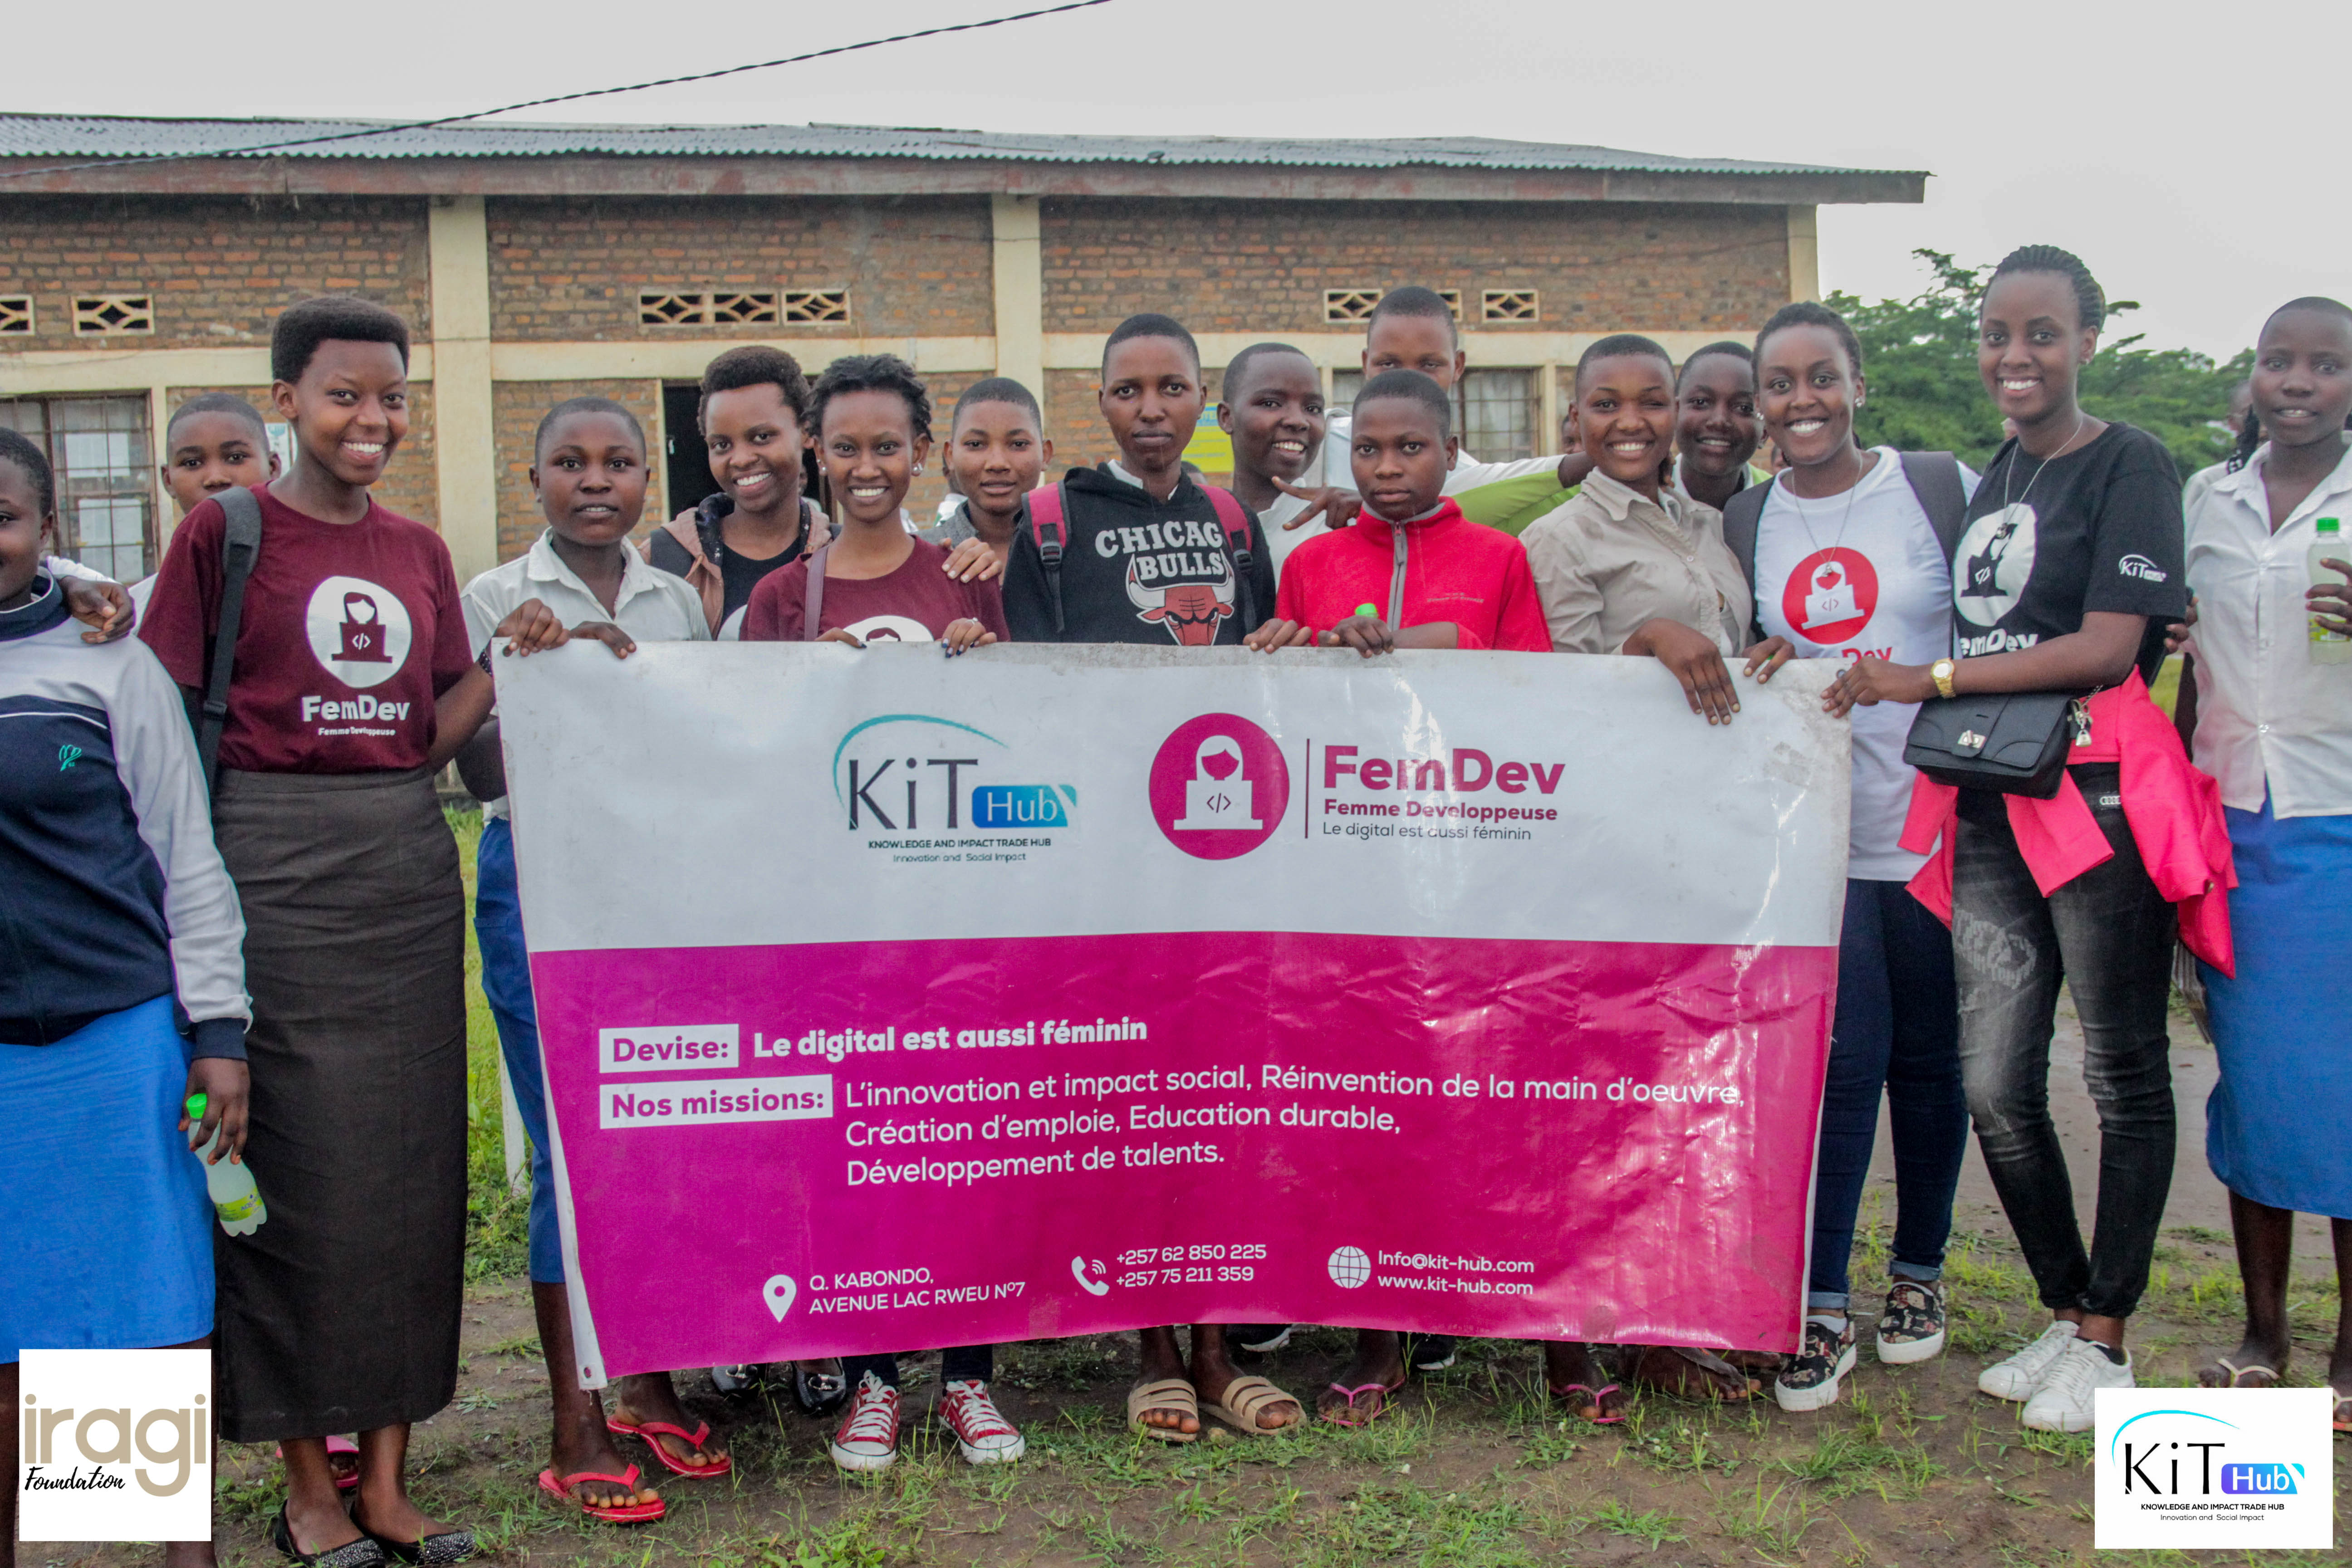 FemDev
Femme Developpeuse
CHICAG
BULLS
KiT
FemDev
KiT Hub
KNOWLEDGE AND IMPACT TRADE HUB
Innovation and Social Impact
</>
FemDev
Femme Developpeuse
Le digital est aussi féminin
Devise: Le digital est aussi féminin
Nos missions: L'innovation et impact social, Réinvention de la main d'oeuvre,
Création d'emploie, Education durable,
Développement de talents.
Q. KABONDO,
AVENUE LAC RWEU Nº7
+257 62 850 225
+257 75 211 359
Info@kit-hub.com
www.kit-hub.com
iragi
Foundation
KiT Hub
KNOWLEDGE AND IMPACT TRADE HUB
Innovation and Social Impact